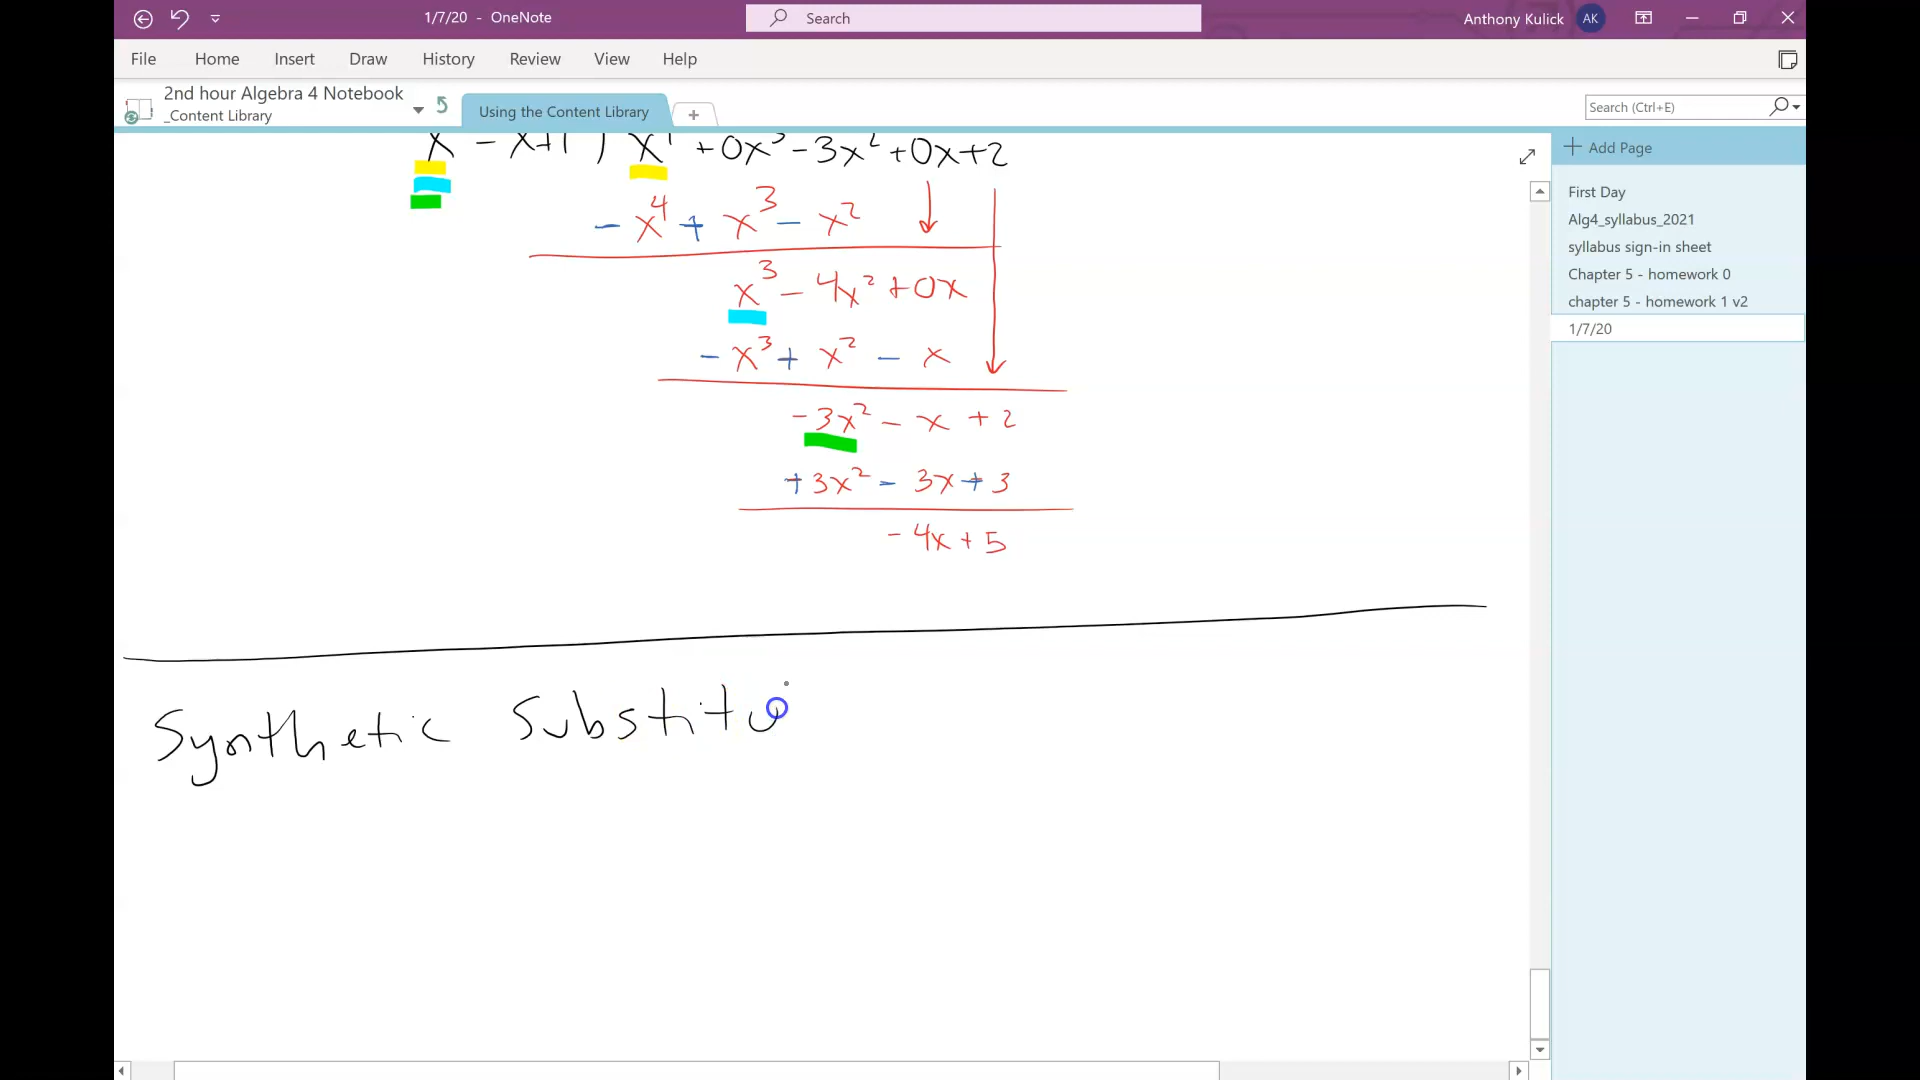 1/7/20 - OneNote
Search
Anthony Kulick AK
File Home Insert Draw History Review View Help
2nd hour Algebra 4 Notebook
_Content Library
Using the Content Library
+
Search (Ctrl+E)
Add Page
First Day
Alg4_syllabus_2021
syllabus sign-in sheet
Chapter 5 - homework 0
chapter 5 - homework 1 v2
1/7/20
- x + 1 ) +0x³ - 3x² + 0x + 2
- x⁴ + x³ - x²
x³ - 4x² + 0x
- x³ + x² - x
- 3x² - x + 2
+ 3x² - 3x + 3
- 4x + 5
Synthetic Substitu